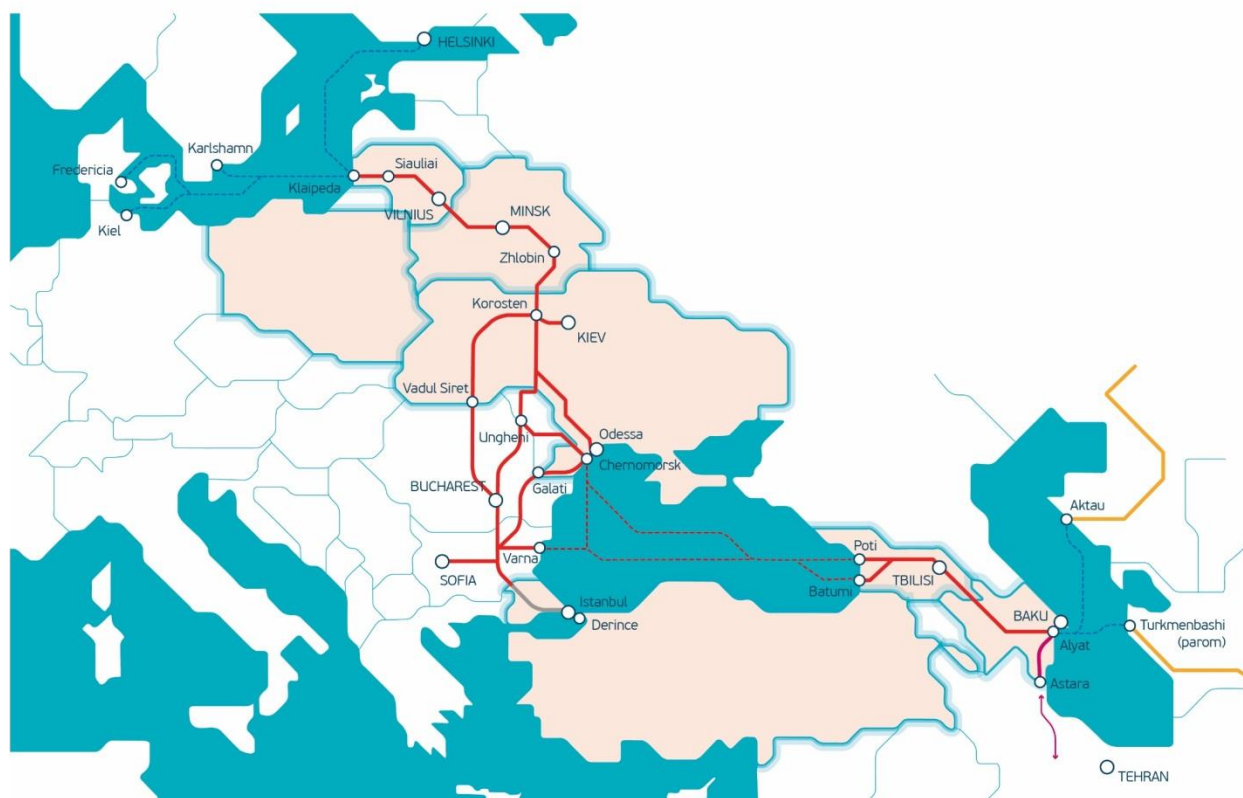 HELSINKI
Karlshamn
Fredericia
Siauliai
Klaipeda
VILNIUS
Kiel
MINSK
Zhlobin
Korosten
KIEV
Vadul Siret
Ungheni
Odessa
Chernomorsk
BUCHAREST
Galati
Aktau
Varna
SOFIA
Poti
TBILISI
Batumi
Istanbul
Derince
BAKU
Alyat
Turkmenbashi
(parom)
Astara
TEHRAN